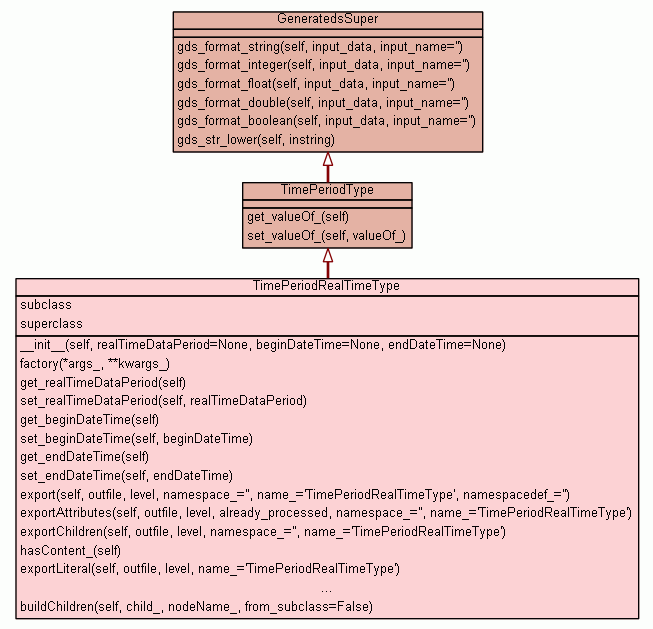 GeneratedsSuper
gds_format_string(self, input_data, input_name='')
gds_format_integer(self, input_data, input_name='')
gds_format_float(self, input_data, input_name='')
gds_format_double(self, input_data, input_name='')
gds_format_boolean(self, input_data, input_name='')
gds_str_lower(self, instring)
TimePeriodType
get_valueOf_(self)
set_valueOf_(self, valueOf_)
TimePeriodRealTimeType
subclass
superclass
__init__(self, realTimeDataPeriod=None, beginDateTime=None, endDateTime=None)
factory(*args_, **kwargs_)
get_realTimeDataPeriod(self)
set_realTimeDataPeriod(self, realTimeDataPeriod)
get_beginDateTime(self)
set_beginDateTime(self, beginDateTime)
get_endDateTime(self)
set_endDateTime(self, endDateTime)
export(self, outfile, level, namespace_='', name_='TimePeriodRealTimeType', namespacedef_='')
exportAttributes(self, outfile, level, already_processed, namespace_='', name_='TimePeriodRealTimeType')
exportChildren(self, outfile, level, namespace_='', name_='TimePeriodRealTimeType')
hasContent_(self)
exportLiteral(self, outfile, level, name_='TimePeriodRealTimeType')
...
buildChildren(self, child_, nodeName_, from_subclass=False)